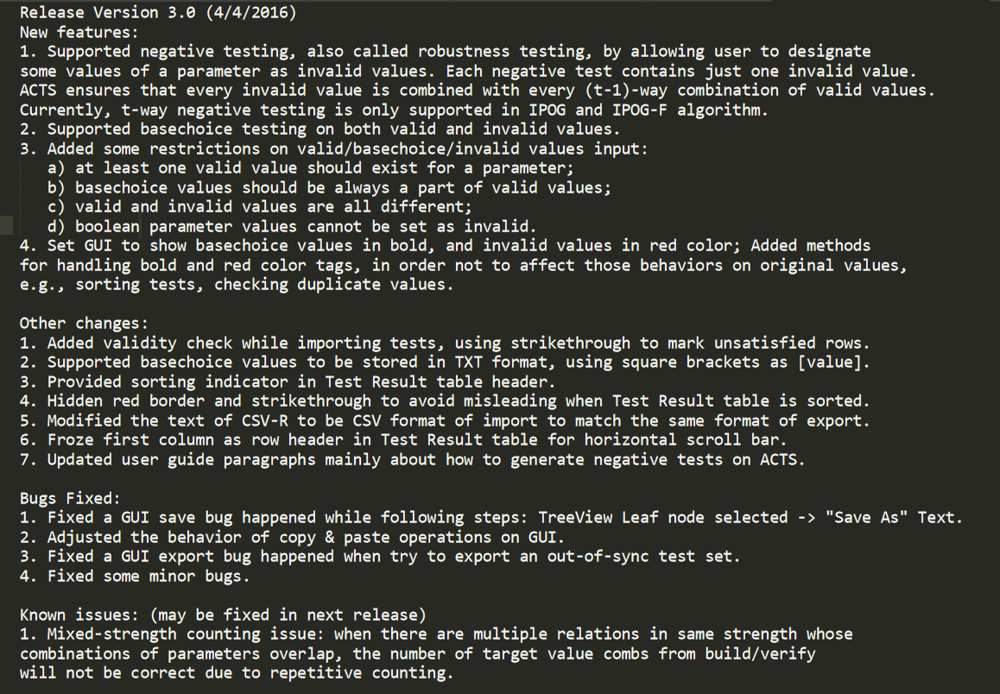 Release Version 3.0 (4/4/2016)
New features:
1. Supported negative testing, also called robustness testing, by allowing user to designate
some values of a parameter as invalid values. Each negative test contains just one invalid value.
ACTS ensures that every invalid value is combined with every (t-1)-way combination of valid values.
Currently, t-way negative testing is only supported in IPOG and IPOG-F algorithm.
2. Supported basechoice testing on both valid and invalid values.
3. Added some restrictions on valid/basechoice/invalid values input:
a) at least one valid value should exist for a parameter;
b) basechoice values should be always a part of valid values;
c) valid and invalid values are all different;
d) boolean parameter values cannot be set as invalid.
4. Set GUI to show basechoice values in bold, and invalid values in red color; Added methods
for handling bold and red color tags, in order not to affect those behaviors on original values,
e.g., sorting tests, checking duplicate values.

Other changes:
1. Added validity check while importing tests, using strikethrough to mark unsatisfied rows.
2. Supported basechoice values to be stored in TXT format, using square brackets as [value].
3. Provided sorting indicator in Test Result table header.
4. Hidden red border and strikethrough to avoid misleading when Test Result table is sorted.
5. Modified the text of CSV-R to be CSV format of import to match the same format of export.
6. Froze first column as row header in Test Result table for horizontal scroll bar.
7. Updated user guide paragraphs mainly about how to generate negative tests on ACTS.

Bugs Fixed:
1. Fixed a GUI save bug happened while following steps: TreeView Leaf node selected -> "Save As" Text.
2. Adjusted the behavior of copy & paste operations on GUI.
3. Fixed a GUI export bug happened when try to export an out-of-sync test set.
4. Fixed some minor bugs.

Known issues: (may be fixed in next release)
1. Mixed-strength counting issue: when there are multiple relations in same strength whose
combinations of parameters overlap, the number of target value combs from build/verify
will not be correct due to repetitive counting.